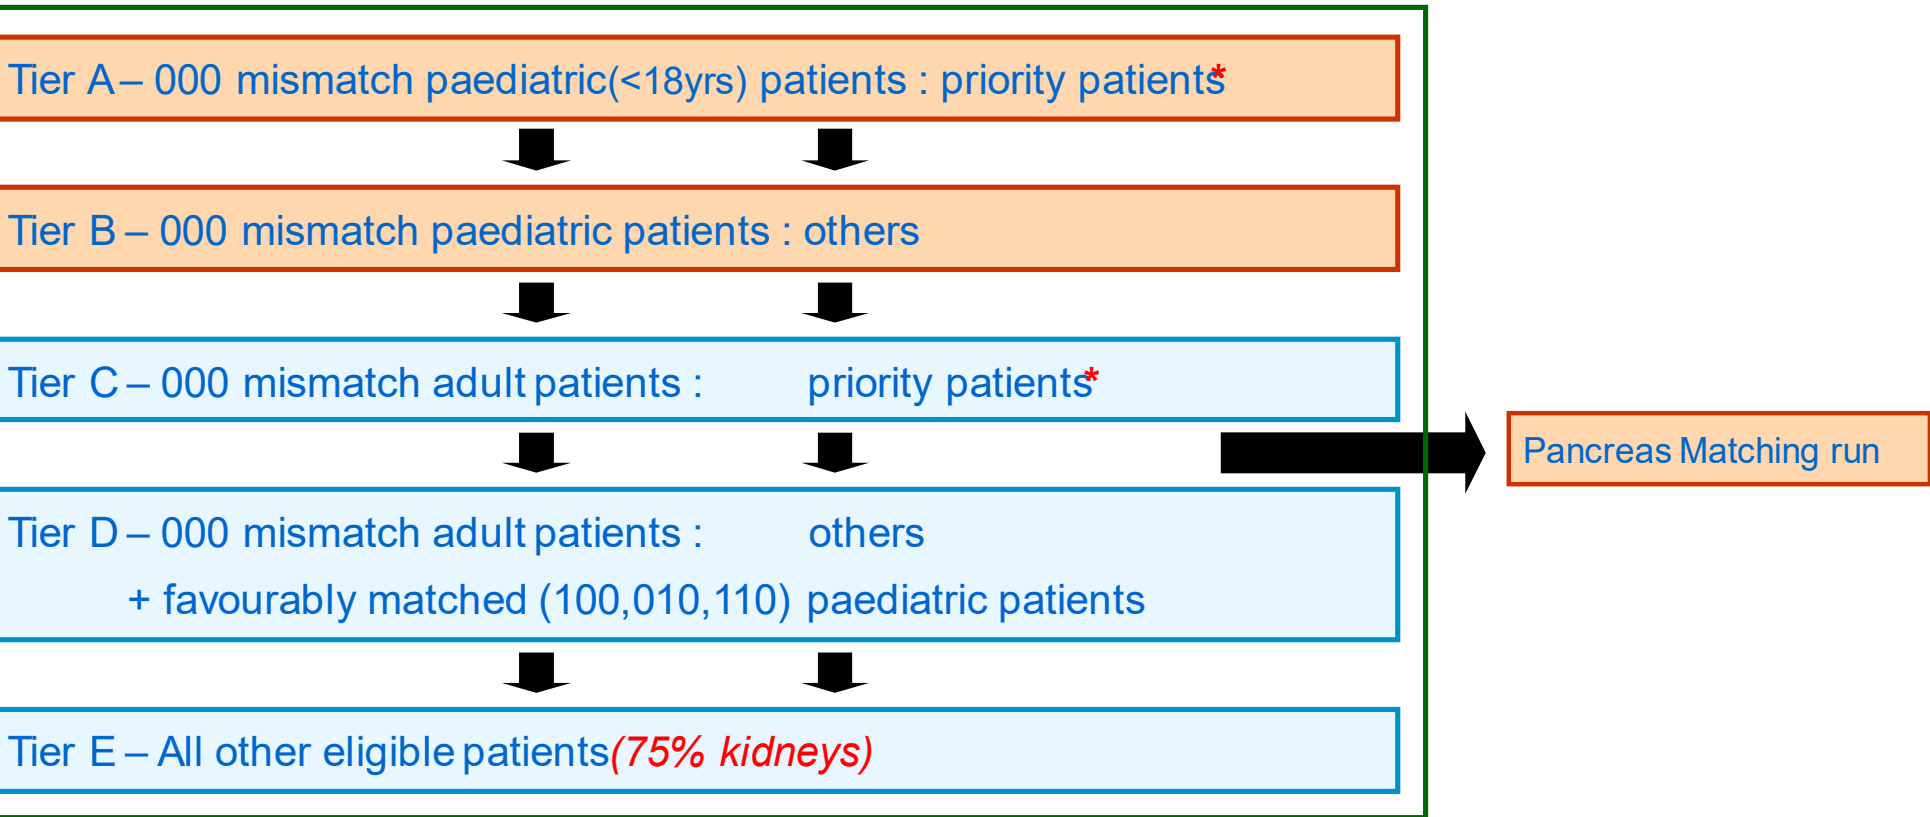 Tier A – 000 mismatch paediatric(<18yrs) patients : priority patients*
Tier B – 000 mismatch paediatric patients : others
Tier C – 000 mismatch adult patients : priority patients*
Pancreas Matching run
Tier D – 000 mismatch adult patients : others
+ favourably matched (100,010,110) paediatric patients
Tier E – All other eligible patients(75% kidneys)